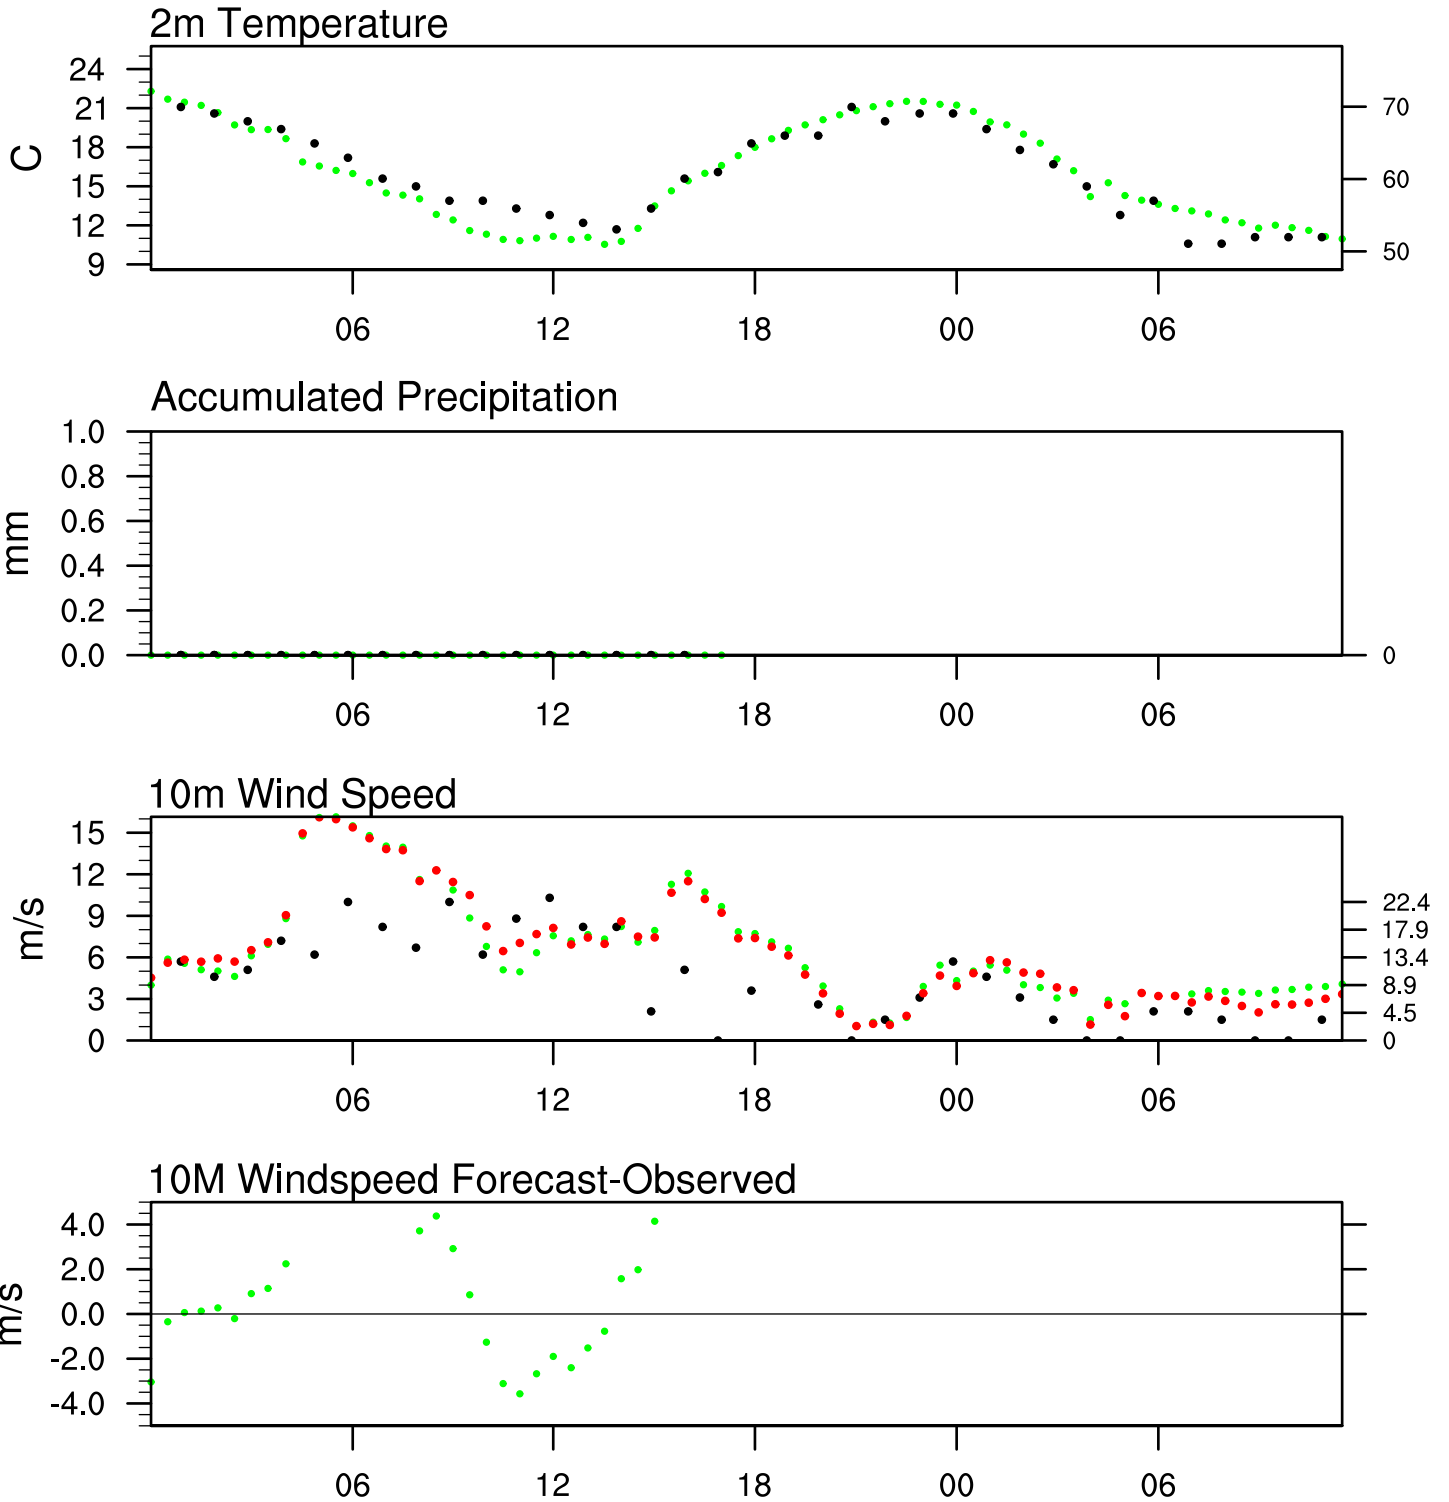 2m Temperature
C
24
21
18
15
12
9
70
60
50
06 12 18 00 06
Accumulated Precipitation
mm
1.0
0.8
0.6
0.4
0.2
0.0
0
06 12 18 00 06
10m Wind Speed
m/s
15
12
9
6
3
0
22.4
17.9
13.4
8.9
4.5
0
06 12 18 00 06
10M Windspeed Forecast-Observed
m/s
4.0
2.0
0.0
-2.0
-4.0
06 12 18 00 06